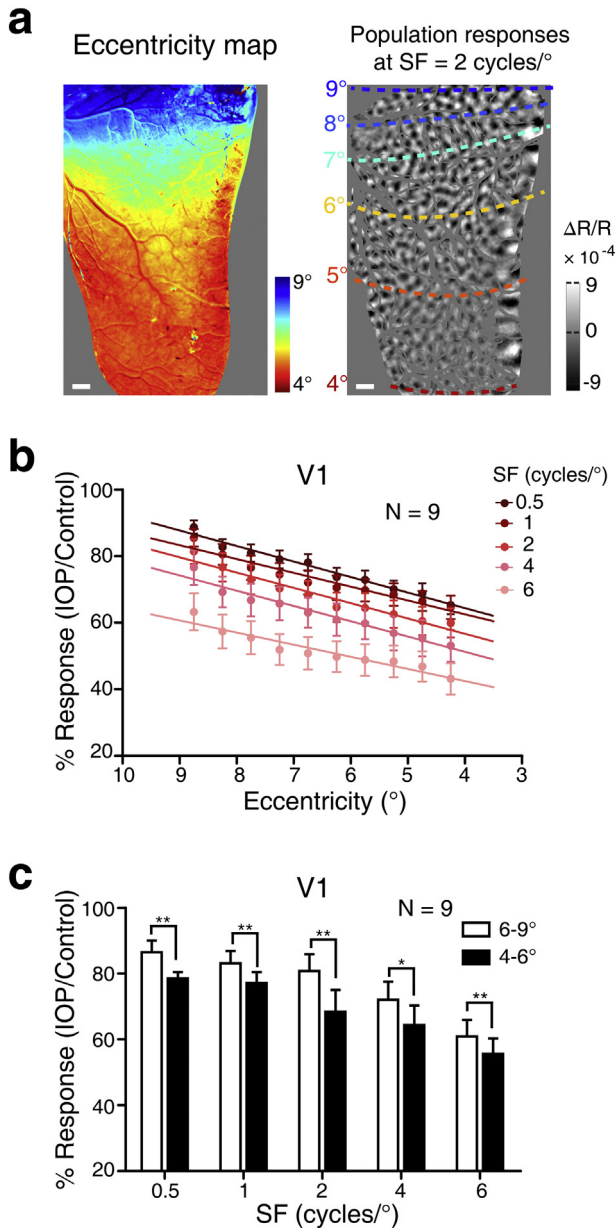 a
Eccentricity map
9°
4°
Population responses
at SF = 2 cycles/°
9°
8°
7°
6°
5°
4°
ΔR/R
× 10⁻⁴
9
0
-9
b
V1
N = 9
SF (cycles/°)
0.5
1
2
4
6
% Response (IOP/Control)
100
80
60
40
20
10
9
8
7
6
5
4
3
Eccentricity (°)
c
V1
N = 9
6-9°
4-6°
% Response (IOP/Control)
100
80
60
40
20
**
**
**
*
**
0.5
1
2
4
6
SF (cycles/°)